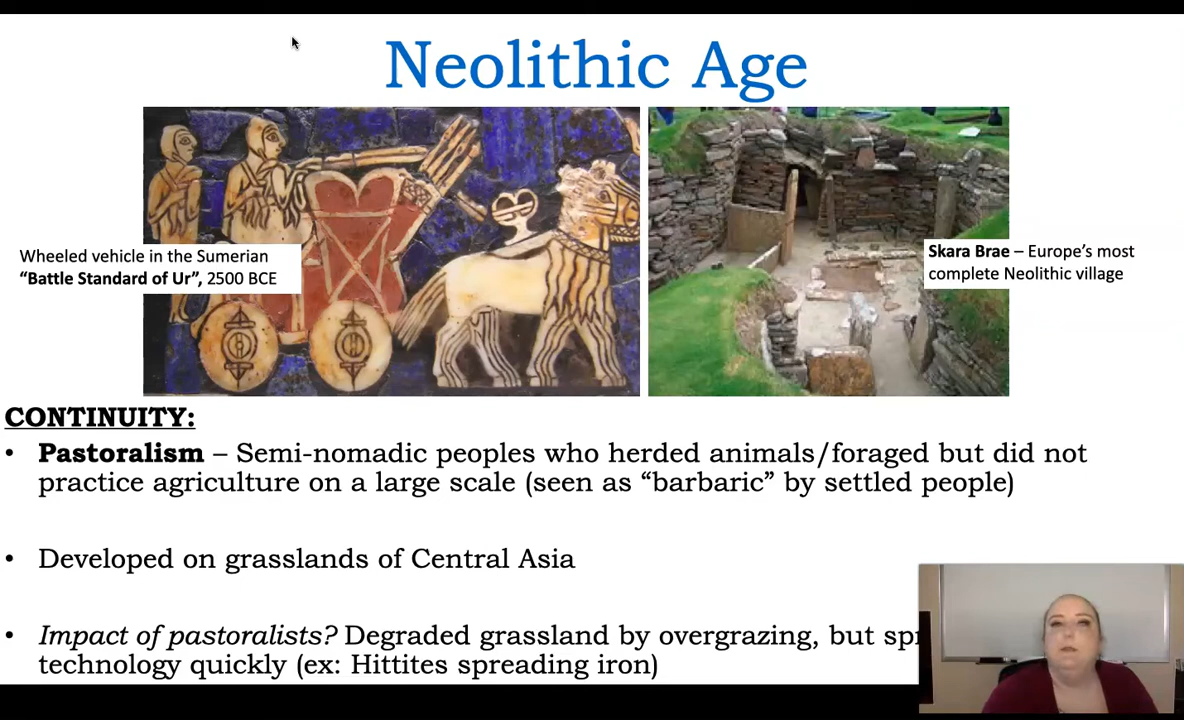 Neolithic Age
Wheeled vehicle in the Sumerian
“Battle Standard of Ur”, 2500 BCE
Skara Brae – Europe’s most
complete Neolithic village
CONTINUITY:
• Pastoralism – Semi-nomadic peoples who herded animals/foraged but did not
practice agriculture on a large scale (seen as “barbaric” by settled people)
• Developed on grasslands of Central Asia
• Impact of pastoralists? Degraded grassland by overgrazing, but
technology quickly (ex: Hittites spreading iron)